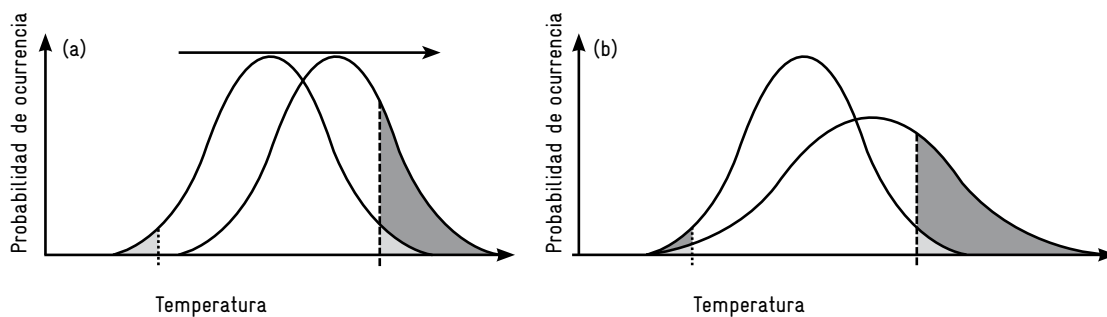 Probabilidad de ocurrencia
(a)
Temperatura
Probabilidad de ocurrencia
(b)
Temperatura